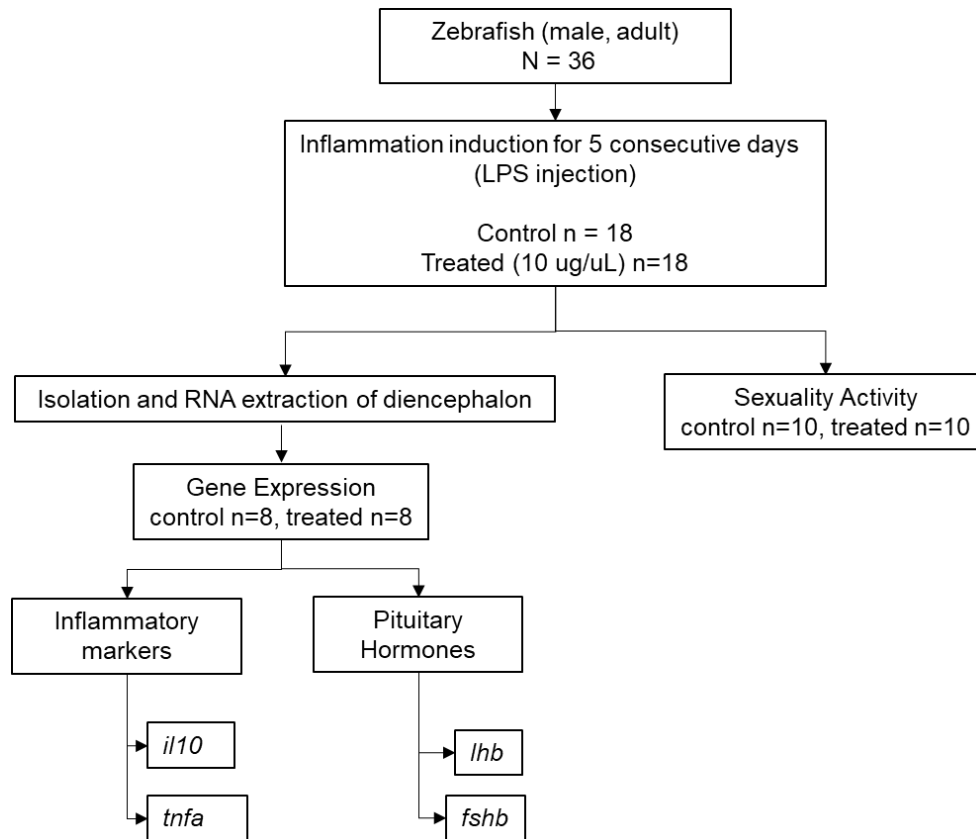 Zebrafish (male, adult)
N = 36
Inflammation induction for 5 consecutive days
(LPS injection)
Control n = 18
Treated (10 ug/uL) n=18
Isolation and RNA extraction of diencephalon
Sexuality Activity
control n=10, treated n=10
Gene Expression
control n=8, treated n=8
Inflammatory
markers
Pituitary
Hormones
il10
lhb
tnfa
fshb